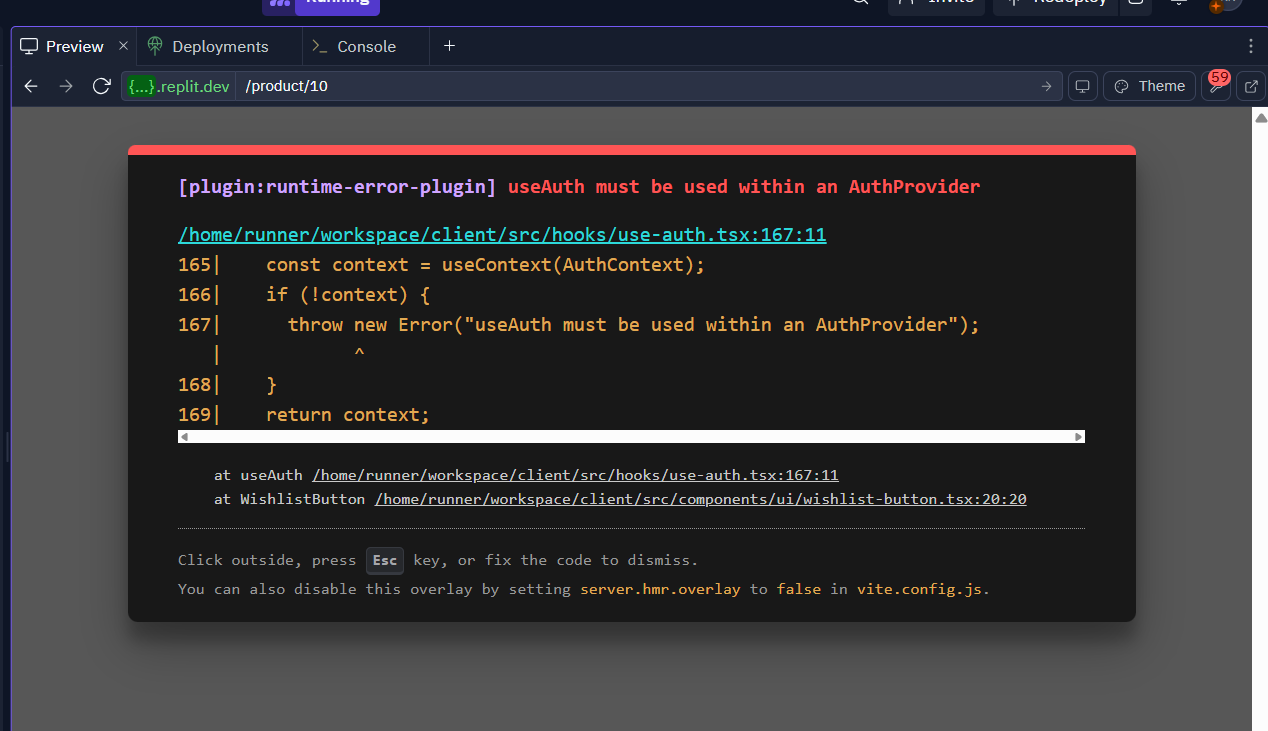 Running
Invite
Redeploy
Preview
Deployments
Console
{...}.replit.dev
/product/10
Theme
59
[plugin:runtime-error-plugin] useAuth must be used within an AuthProvider
/home/runner/workspace/client/src/hooks/use-auth.tsx:167:11
165|    const context = useContext(AuthContext);
166|    if (!context) {
167|      throw new Error("useAuth must be used within an AuthProvider");
   |            ^
168|    }
169|    return context;
at useAuth /home/runner/workspace/client/src/hooks/use-auth.tsx:167:11
at WishlistButton /home/runner/workspace/client/src/components/ui/wishlist-button.tsx:20:20
Click outside, press Esc key, or fix the code to dismiss.
You can also disable this overlay by setting server.hmr.overlay to false in vite.config.js.